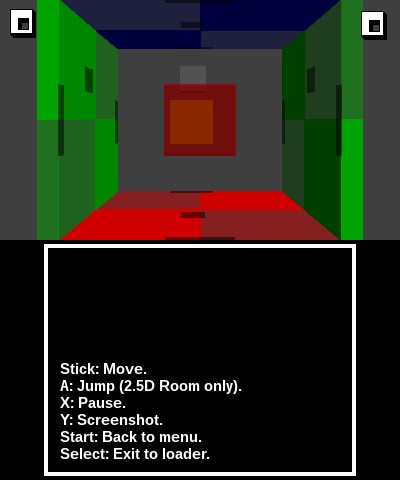 Stick: Move.
A: Jump (2.5D Room only).
X: Pause.
Y: Screenshot.
Start: Back to menu.
Select: Exit to loader.